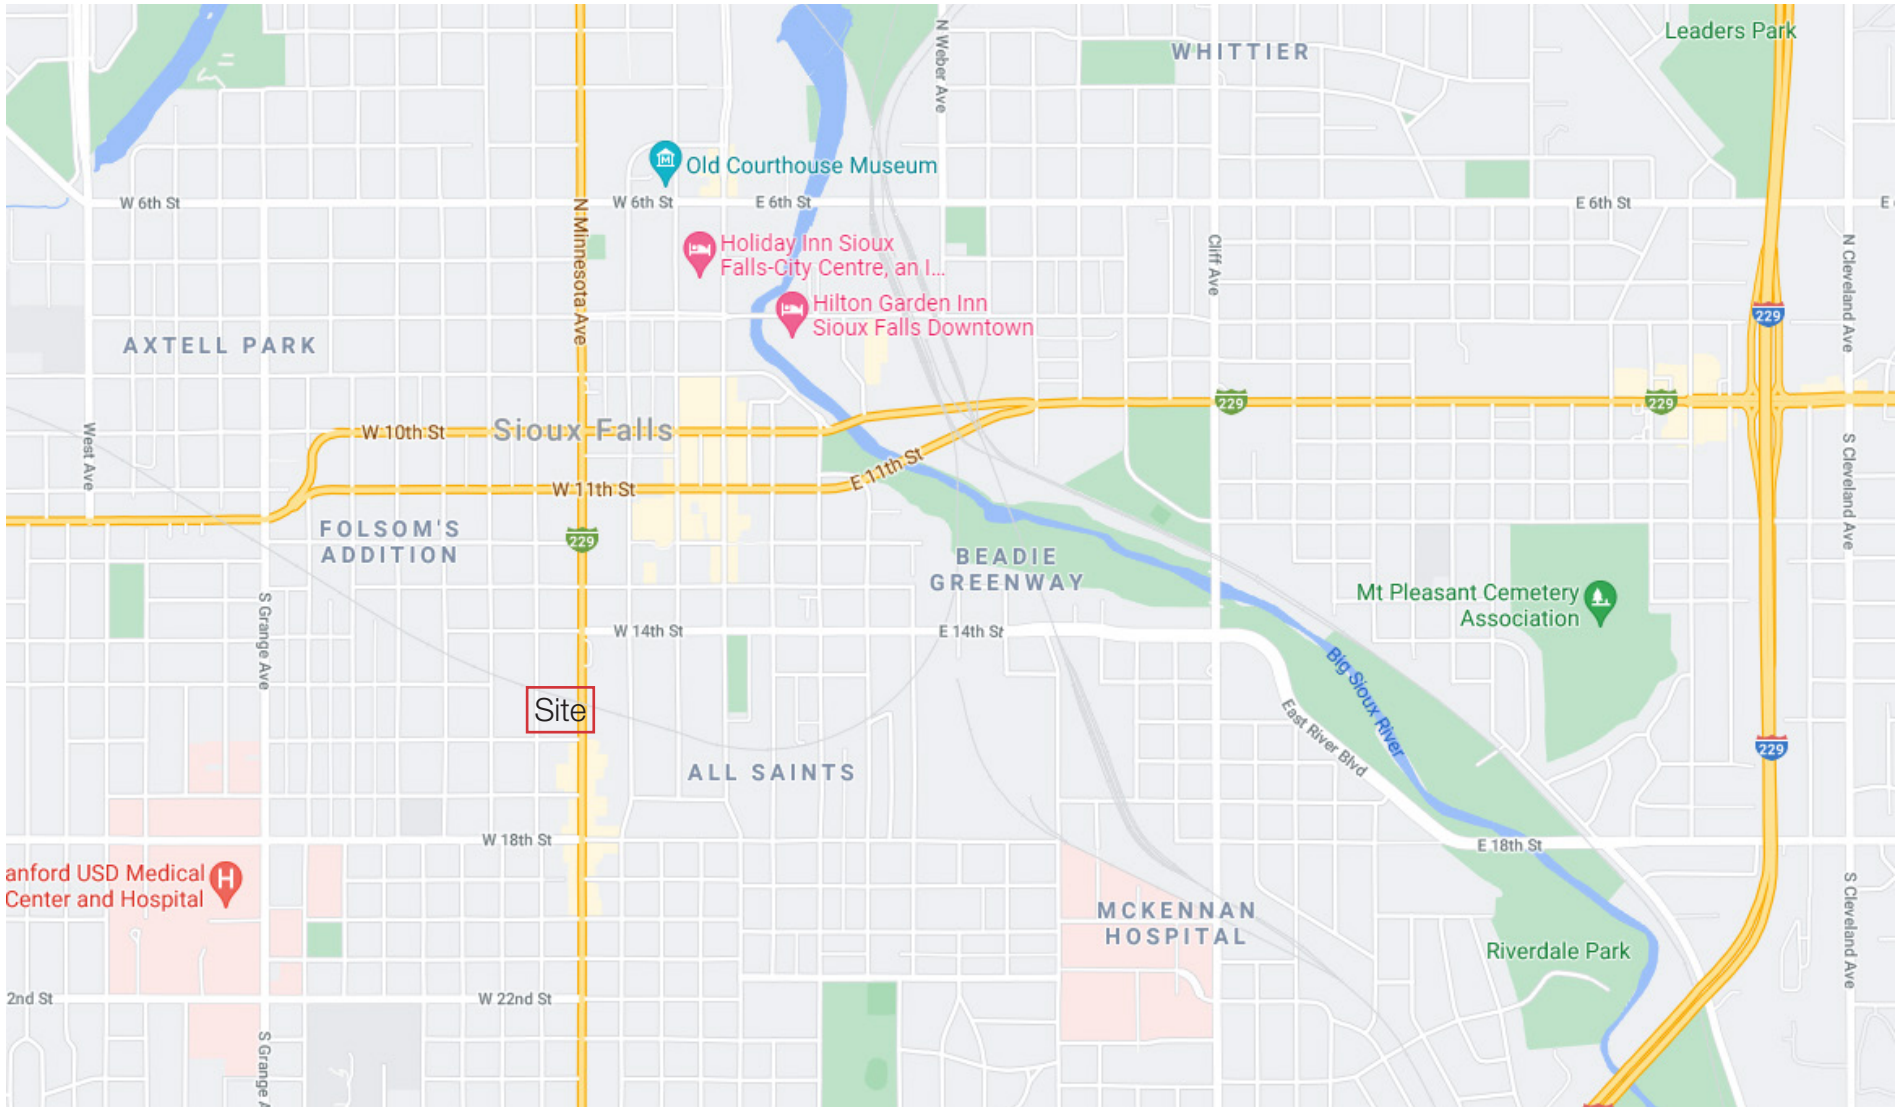 Leaders Park
WHITTIER
N Weber Ave
Old Courthouse Museum
W 6th St
W 6th St
E 6th St
E 6th St
E
N Minnesota Ave
Holiday Inn Sioux
Falls-City Centre, an I...
Cliff Ave
N Cleveland Ave
Hilton Garden Inn
Sioux Falls Downtown
229
AXTELL PARK
229
229
W 10th St
Sioux Falls
West Ave
E 11th St
S Cleveland Ave
W 11th St
FOLSOM'S
ADDITION
229
BEADIE
GREENWAY
Mt Pleasant Cemetery
Association
S Grange Ave
W 14th St
E 14th St
Big Sioux River
Site
East River Blvd
229
ALL SAINTS
W 18th St
E 18th St
anford USD Medical
Center and Hospital
S Cleveland Ave
MCKENNAN
HOSPITAL
Riverdale Park
2nd St
W 22nd St
S Grange A